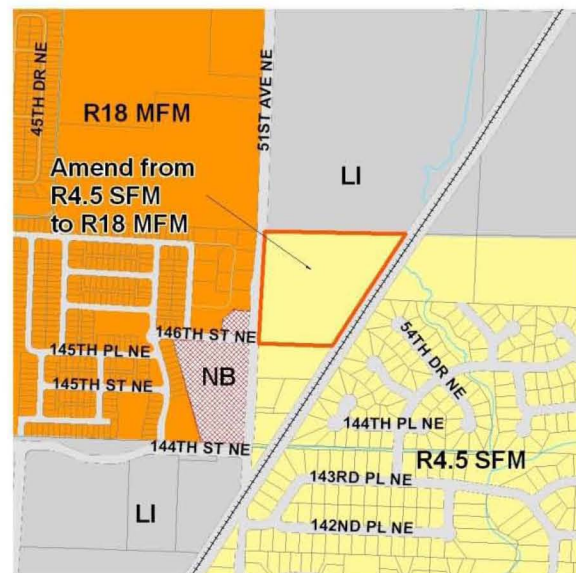 45TH DR NE
R18 MFM
51ST AVE NE
Amend from
R4.5 SFM
to R18 MFM
LI
146TH ST NE
145TH PL NE
145TH ST NE
NB
54TH DR NE
144TH PL NE
144TH ST NE
R4.5 SFM
143RD PL NE
LI
142ND PL NE